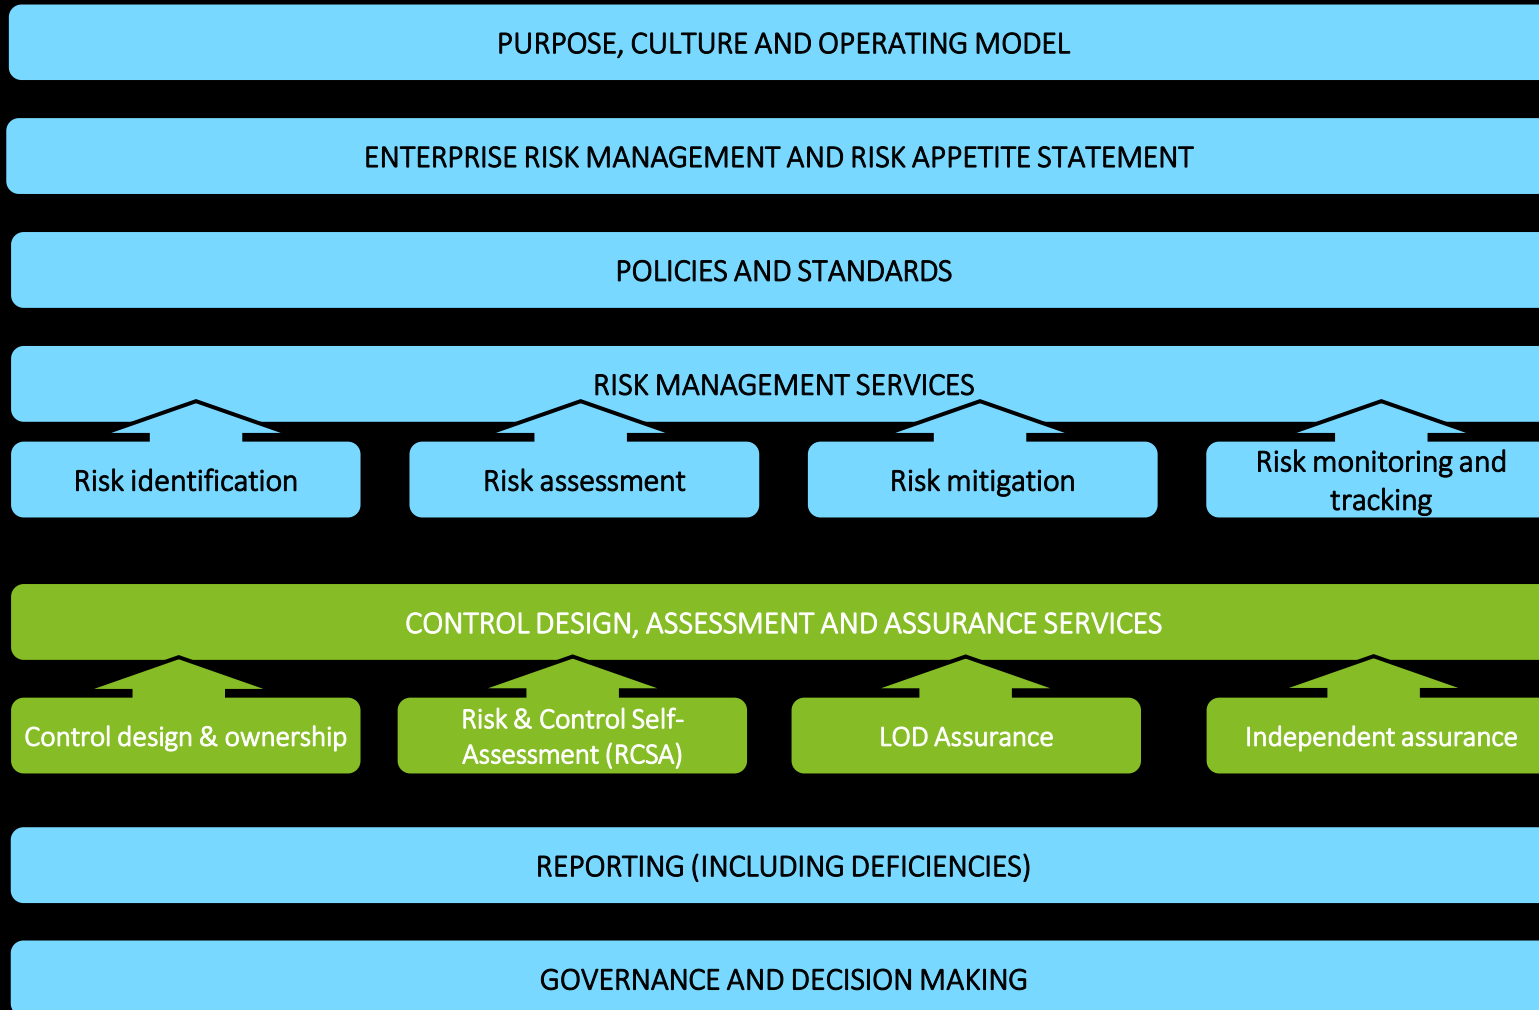 PURPOSE, CULTURE AND OPERATING MODEL
ENTERPRISE RISK MANAGEMENT AND RISK APPETITE STATEMENT
POLICIES AND STANDARDS
RISK MANAGEMENT SERVICES
Risk identification
Risk assessment
Risk mitigation
Risk monitoring and
tracking
CONTROL DESIGN, ASSESSMENT AND ASSURANCE SERVICES
Control design & ownership
Risk & Control Self-
Assessment (RCSA)
LOD Assurance
Independent assurance
REPORTING (INCLUDING DEFICIENCIES)
GOVERNANCE AND DECISION MAKING